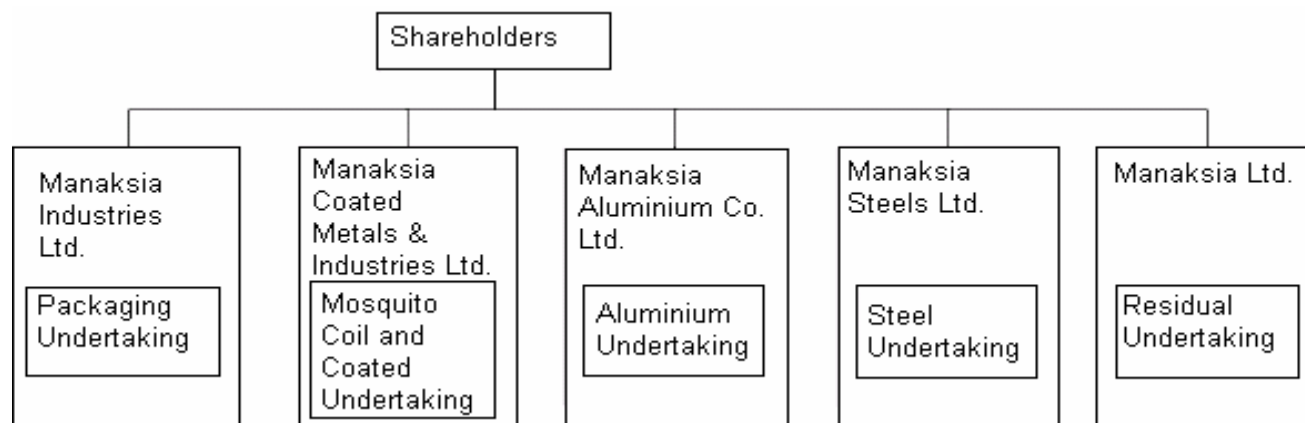 Shareholders
Manaksia
Industries
Ltd.
Packaging
Undertaking
Manaksia
Coated
Metals &
Industries Ltd.
Mosquito
Coil and
Coated
Undertaking
Manaksia
Aluminium Co.
Ltd.
Aluminium
Undertaking
Manaksia
Steels Ltd.
Steel
Undertaking
Manaksia Ltd.
Residual
Undertaking